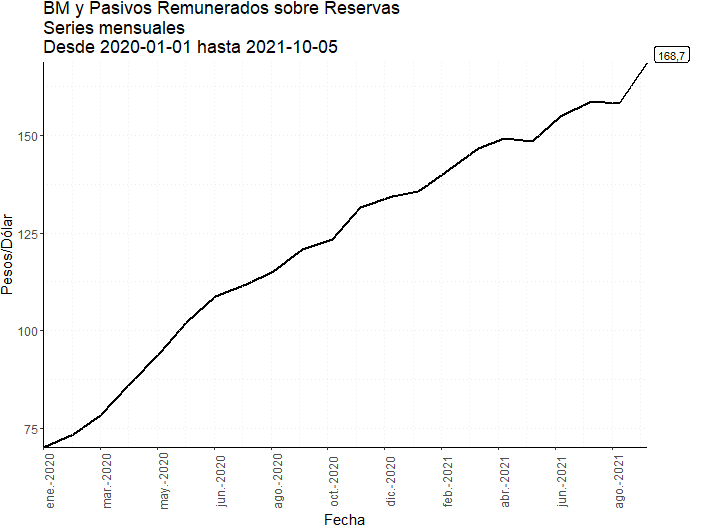 BM y Pasivos Remunerados sobre Reservas
Series mensuales
Desde 2020-01-01 hasta 2021-10-05
168,7
150
125
100
75
Pesos/Dólar
ene.-2020
mar.-2020
may.-2020
jun.-2020
ago.-2020
oct.-2020
dic.-2020
feb.-2021
abr.-2021
jun.-2021
ago.-2021
Fecha